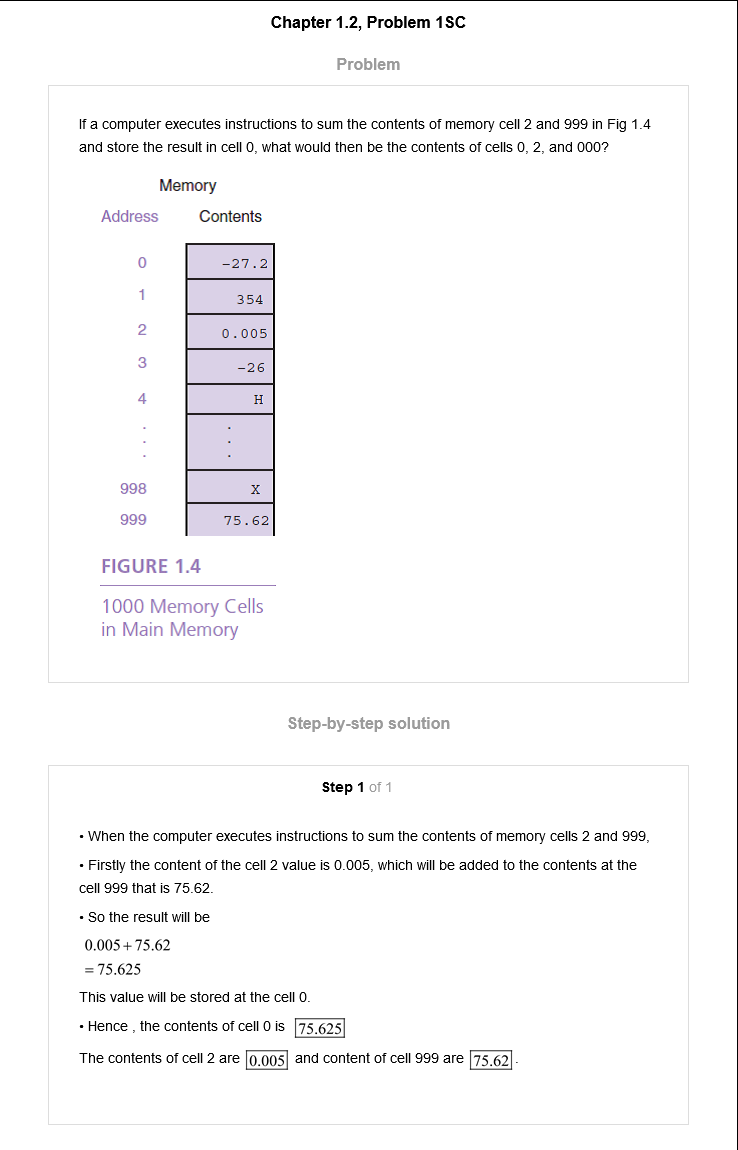 Chapter 1.2, Problem 1SC
Problem
If a computer executes instructions to sum the contents of memory cell 2 and 999 in Fig 1.4
and store the result in cell 0, what would then be the contents of cells 0, 2, and 000?
Memory
Address Contents
0 -27.2
1 354
2 0.005
3 -26
4 H
. .
. .
. .
998 X
999 75.62
FIGURE 1.4
1000 Memory Cells
in Main Memory
Step-by-step solution
Step 1 of 1
• When the computer executes instructions to sum the contents of memory cells 2 and 999,
• Firstly the content of the cell 2 value is 0.005, which will be added to the contents at the
cell 999 that is 75.62.
• So the result will be
0.005 + 75.62
= 75.625
This value will be stored at the cell 0.
• Hence , the contents of cell 0 is 75.625
The contents of cell 2 are 0.005 and content of cell 999 are 75.62 .